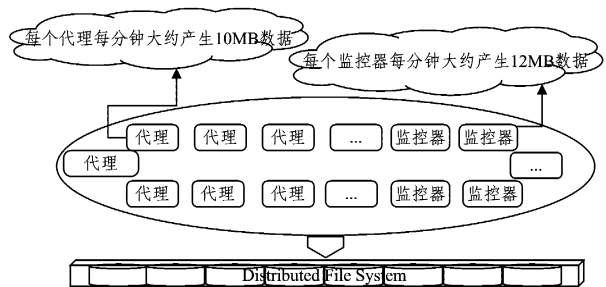 每个代理每分钟大约产生10MB数据
每个监控器每分钟大约产生12MB数据
代理 代理 代理 ... 监控器 监控器
代理 ...
代理 代理 代理 ... 监控器 监控器
Distributed File System